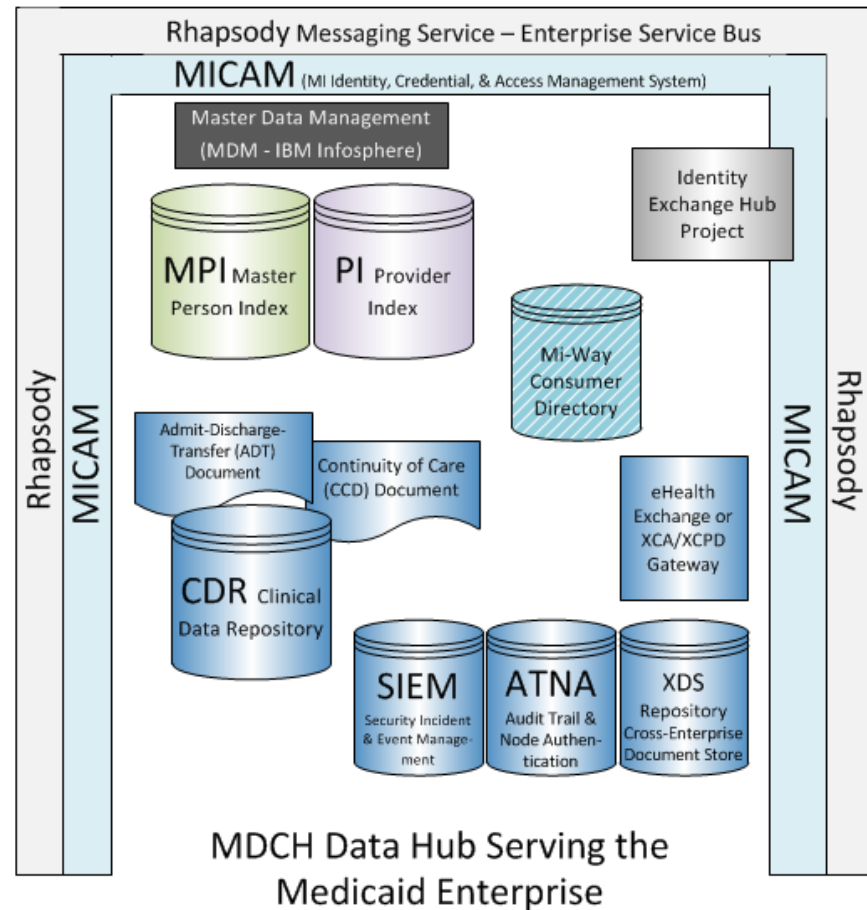 Rhapsody Messaging Service – Enterprise Service Bus
MICAM (MI Identity, Credential, & Access Management System)
Master Data Management
(MDM - IBM Infosphere)
Identity
Exchange Hub
Project
MPI Master
Person Index
PI Provider
Index
Mi-Way
Consumer
Directory
Rhapsody
MICAM
MICAM
Rhapsody
Admit-Discharge-
Transfer (ADT)
Document
Continuity of Care
(CCD) Document
eHealth
Exchange or
XCA/XCPD
Gateway
CDR Clinical
Data Repository
SIEM
Security Incident
& Event Manage-
ment
ATNA
Audit Trail &
Node Authen-
tication
XDS
Repository
Cross-Enterprise
Document Store
MDCH Data Hub Serving the
Medicaid Enterprise